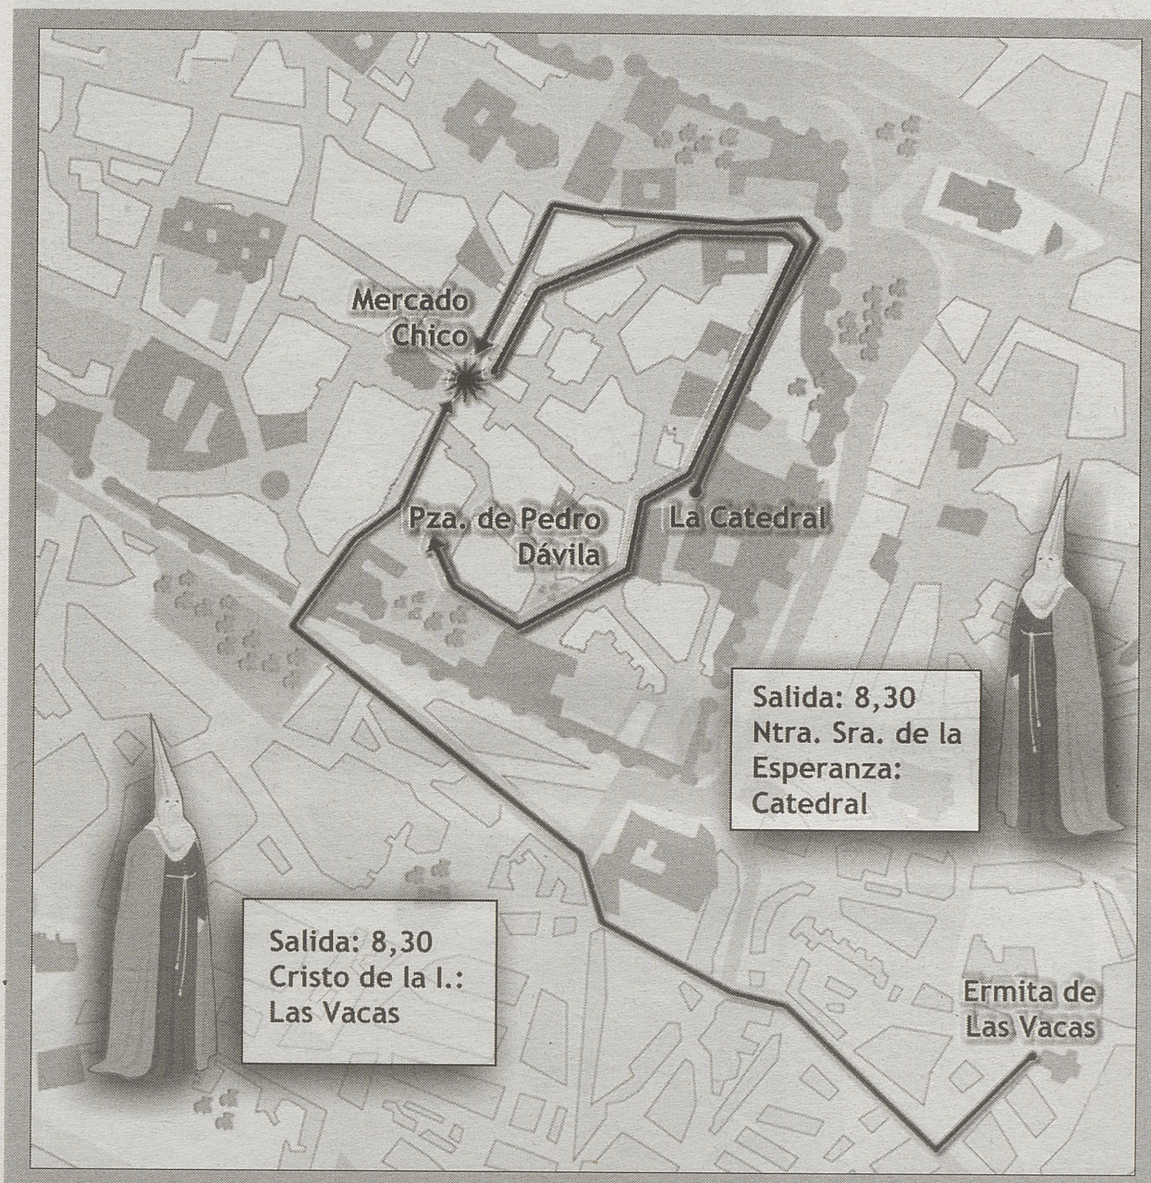 Mercado
Chico
Pza. de Pedro
Dávila
La Catedral
Salida: 8,30
Ntra. Sra. de la
Esperanza:
Catedral
Salida: 8,30
Cristo de la I.:
Las Vacas
Ermita de
Las Vacas